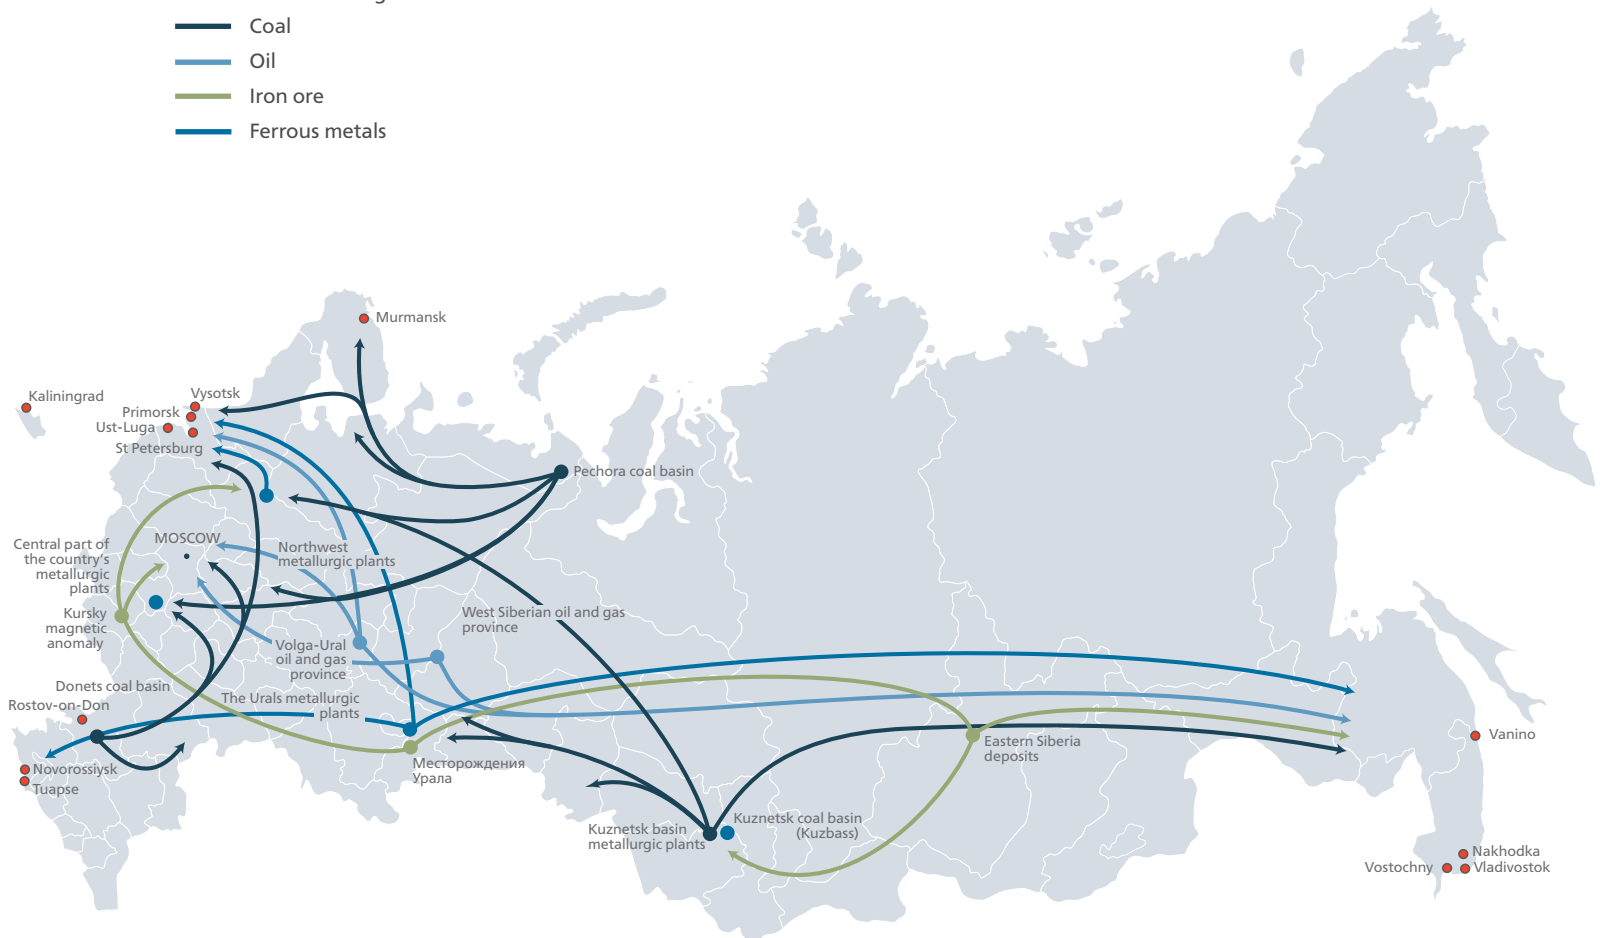 Coal
Oil
Iron ore
Ferrous metals
Murmansk
Kaliningrad
Vysotsk
Primorsk
Ust-Luga
St Petersburg
Pechora coal basin
MOSCOW
Central part of
the country's
metallurgic
plants
Northwest
metallurgic plants
Kursky
magnetic
anomaly
West Siberian oil and gas
province
Volga-Ural
oil and gas
province
Donets coal basin
Rostov-on-Don
The Urals metallurgic
plants
Novorossiysk
Tuapse
Месторождения
Урала
Eastern Siberia
deposits
Vanino
Kuznetsk basin
metallurgic plants
Kuznetsk coal basin
(Kuzbass)
Nakhodka
Vostochny
Vladivostok